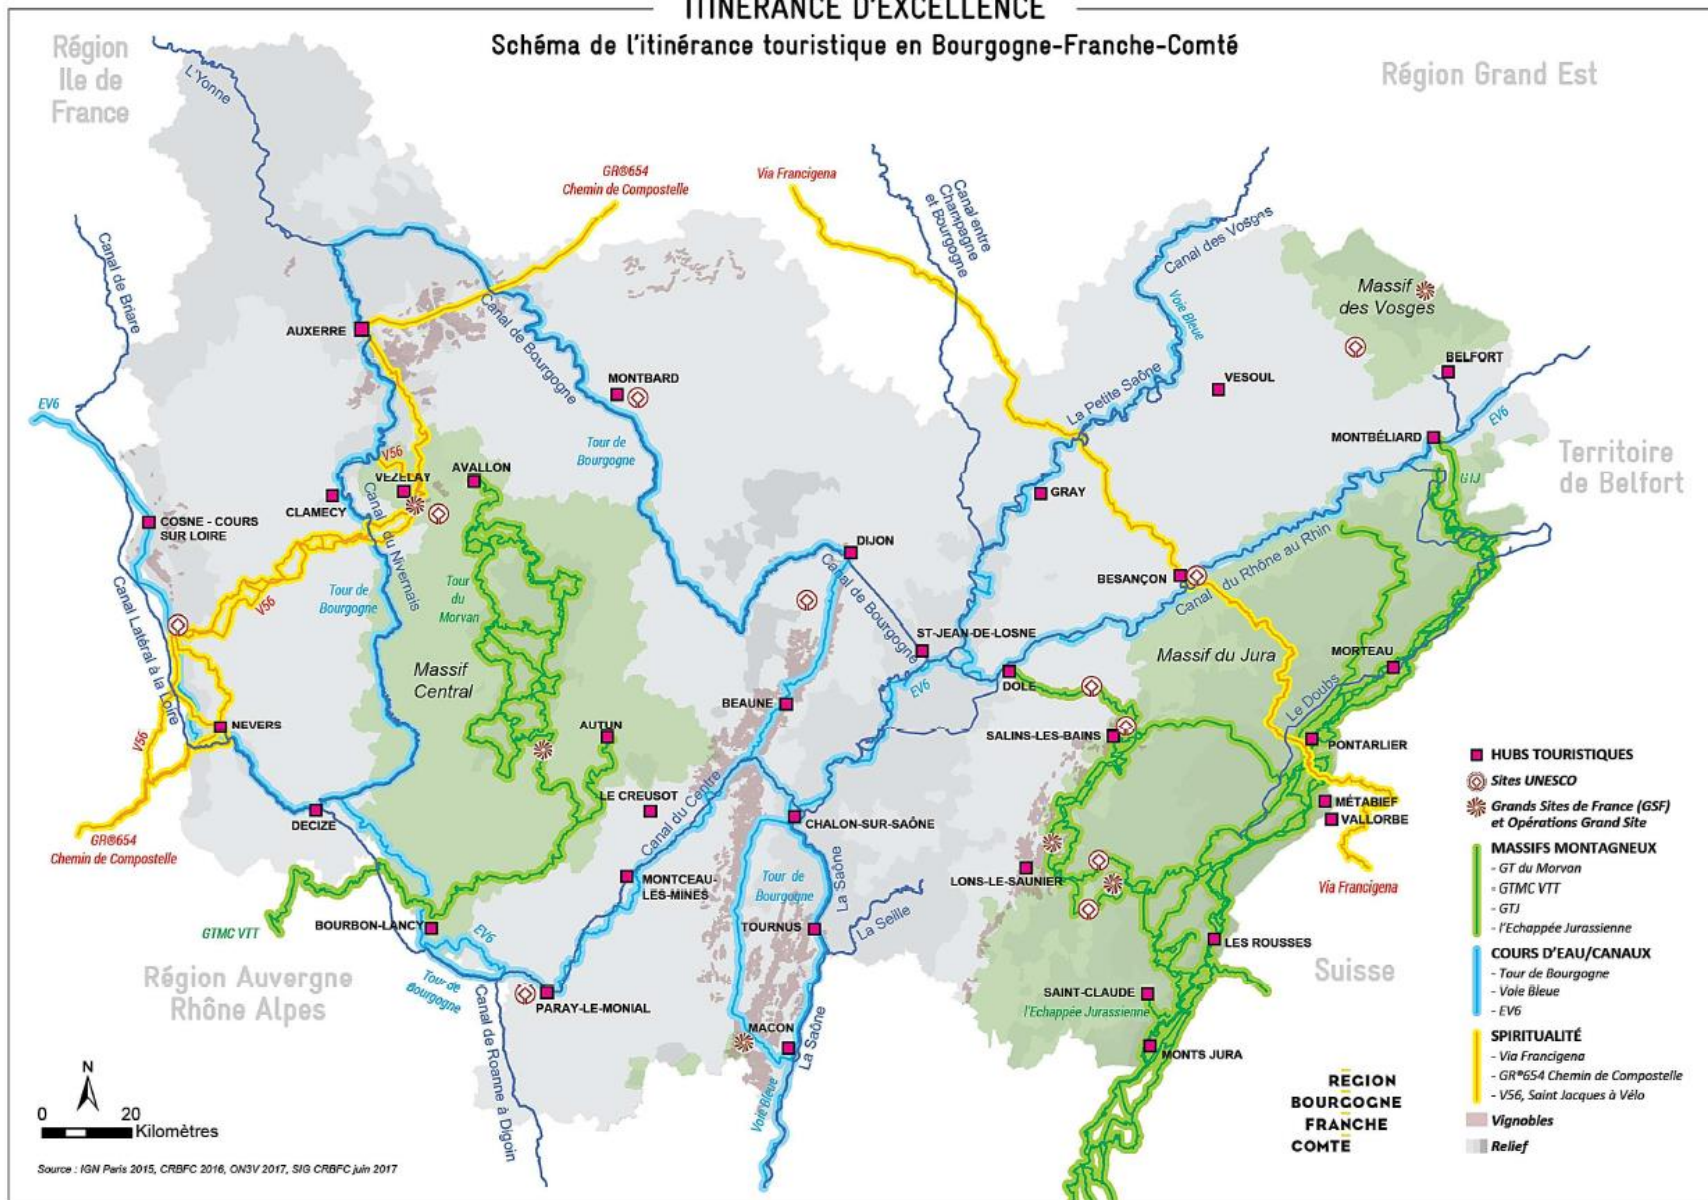 ITINÉRANCE D'EXCELLENCE
Schéma de l'itinérance touristique en Bourgogne-Franche-Comté
Région
Ile de
France
Région Grand Est
L'Yonne
GR®654
Chemin de Compostelle
Via Francigena
Canal entre
Champagne
et Bourgogne
Canal des Vosges
Voie Bleue
Massif
des Vosges
Canal de Briare
AUXERRE
Canal de Bourgogne
MONTBARD
La Petite Saône
VESOUL
BELFORT
EV6
EV6
MONTBÉLIARD
Tour de
Bourgogne
Territoire
de Belfort
V56
VEZELAY
AVALLON
GTJ
CLAMECY
GRAY
COSNE - COURS
SUR LOIRE
Canal du Nivernais
DIJON
Canal du Rhône au Rhin
BESANÇON
Tour de
Bourgogne
V56
Tour
du
Morvan
Canal de Bourgogne
Canal Latéral à la Loire
ST-JEAN-DE-LOSNE
Massif du Jura
MORTEAU
Massif
Central
EV6
DOLE
Le Doubs
BEAUNE
NEVERS
AUTUN
SALINS-LES-BAINS
PONTARLIER
V56
LE CREUSOT
Canal du Centre
MÉTABIEF
VALLORBE
DECIZE
CHALON-SUR-SAÔNE
GR®654
Chemin de Compostelle
MONTCEAU-
LES-MINES
Tour de
Bourgogne
La Saône
LONS-LE-SAUNIER
Via Francigena
La Seille
GTMC VTT
BOURBON-LANCY
EV6
TOURNUS
LES ROUSSES
Région Auvergne
Rhône Alpes
Tour de
Bourgogne
Suisse
PARAY-LE-MONIAL
SAINT-CLAUDE
l'Echappée Jurassienne
Canal de Roanne à Digoin
MACON
La Saône
MONTS JURA
Voie Bleue
HUBS TOURISTIQUES
Sites UNESCO
Grands Sites de France (GSF)
et Opérations Grand Site
MASSIFS MONTAGNEUX
- GT du Morvan
- GTMC VTT
- GTJ
- l'Echappée Jurassienne
COURS D'EAU/CANAUX
- Tour de Bourgogne
- Voie Bleue
- EV6
SPIRITUALITÉ
- Via Francigena
- GR®654 Chemin de Compostelle
- V56, Saint Jacques à Vélo
Vignobles
Relief
REGION
BOURGOGNE
FRANCHE
COMTE
N
0 20
Kilomètres
Source : IGN Paris 2015, CRBFC 2016, ON3V 2017, SIG CRBFC juin 2017